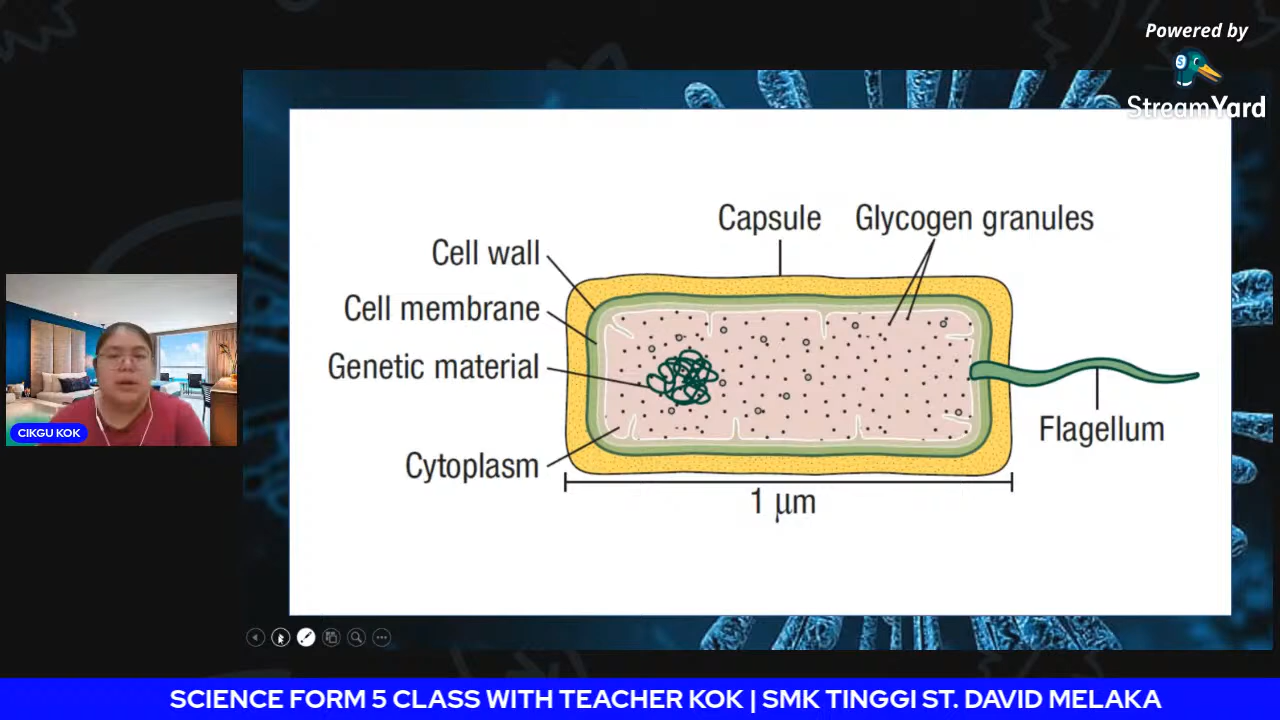 Powered by
StreamYard
Capsule
Glycogen granules
Cell wall
Cell membrane
Genetic material
Cytoplasm
Flagellum
1 μm
CIKGU KOK
SCIENCE FORM 5 CLASS WITH TEACHER KOK | SMK TINGGI ST. DAVID MELAKA